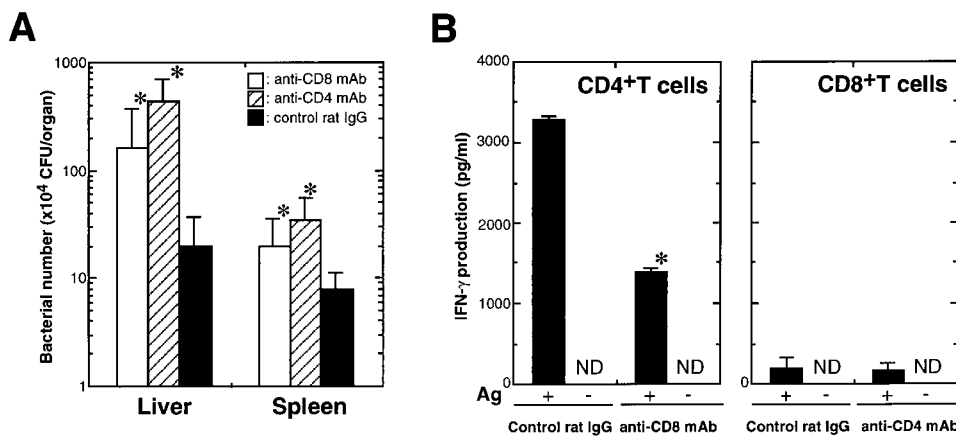 A
Bacterial number (x10⁴ CFU/organ)
1000
100
10
1
*
*
*
*
: anti-CD8 mAb
: anti-CD4 mAb
: control rat IgG
Liver
Spleen
B
IFN-γ production (pg/ml)
4000
3000
2000
1000
0
CD4⁺T cells
*
ND
ND
0
CD8⁺T cells
ND
ND
Ag + - + - + - + -
Control rat IgG anti-CD8 mAb Control rat IgG anti-CD4 mAb